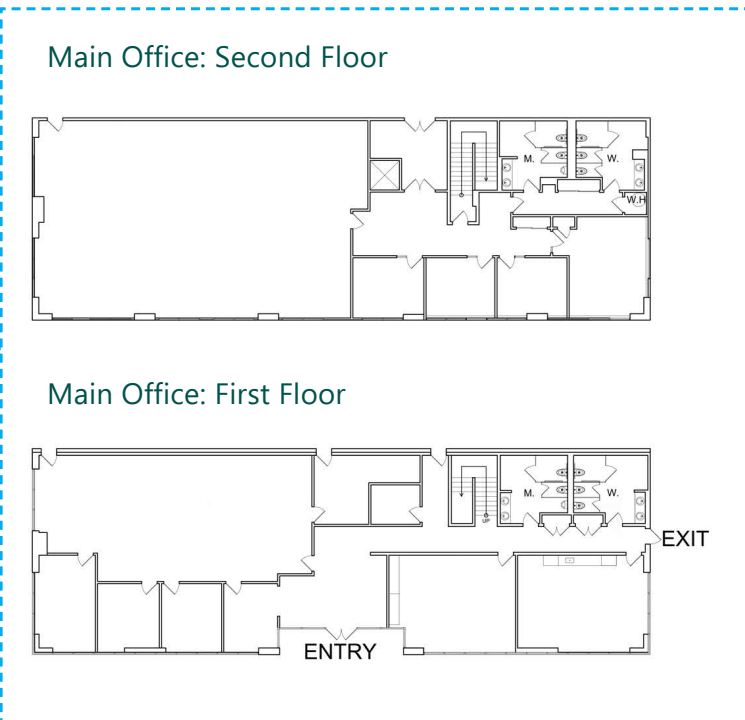 Main Office: Second Floor
M.
W.
W.H
Main Office: First Floor
M.
W.
UP
EXIT
ENTRY